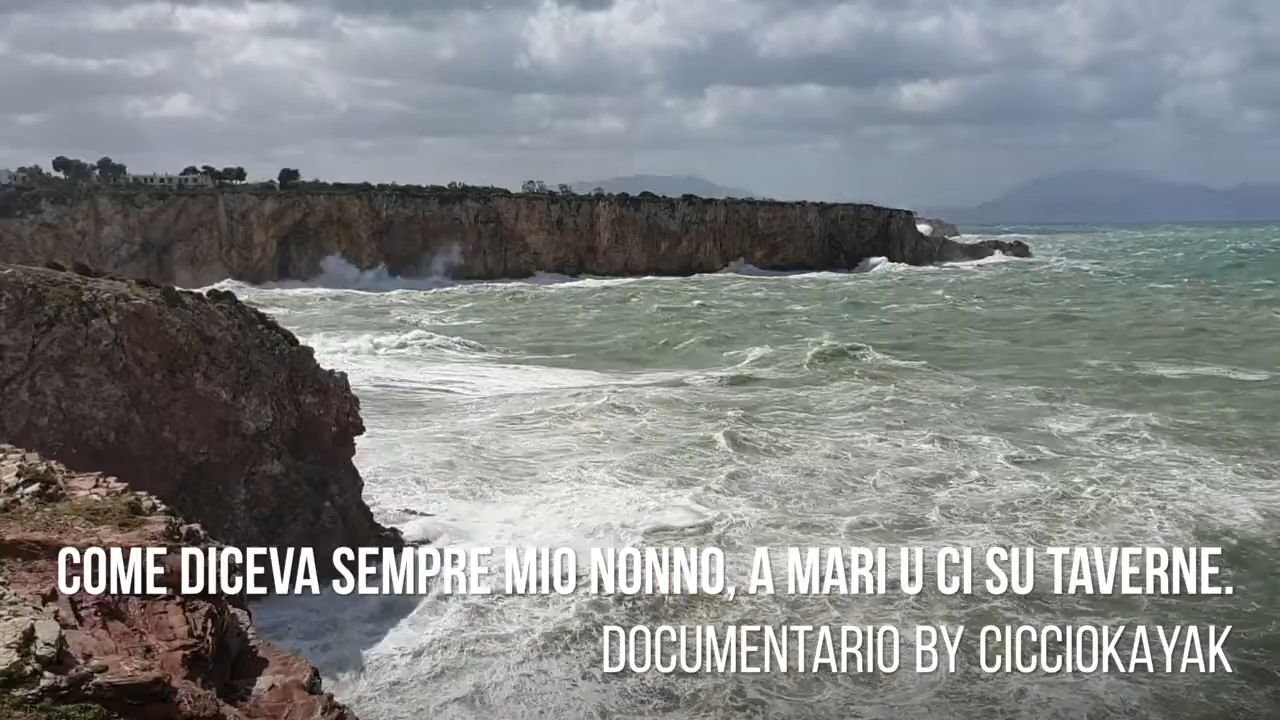 COME DICEVA SEMPRE MIO NONNO, A MARI U CI SU TAVERNE.
DOCUMENTARIO BY CICCIOKAYAK